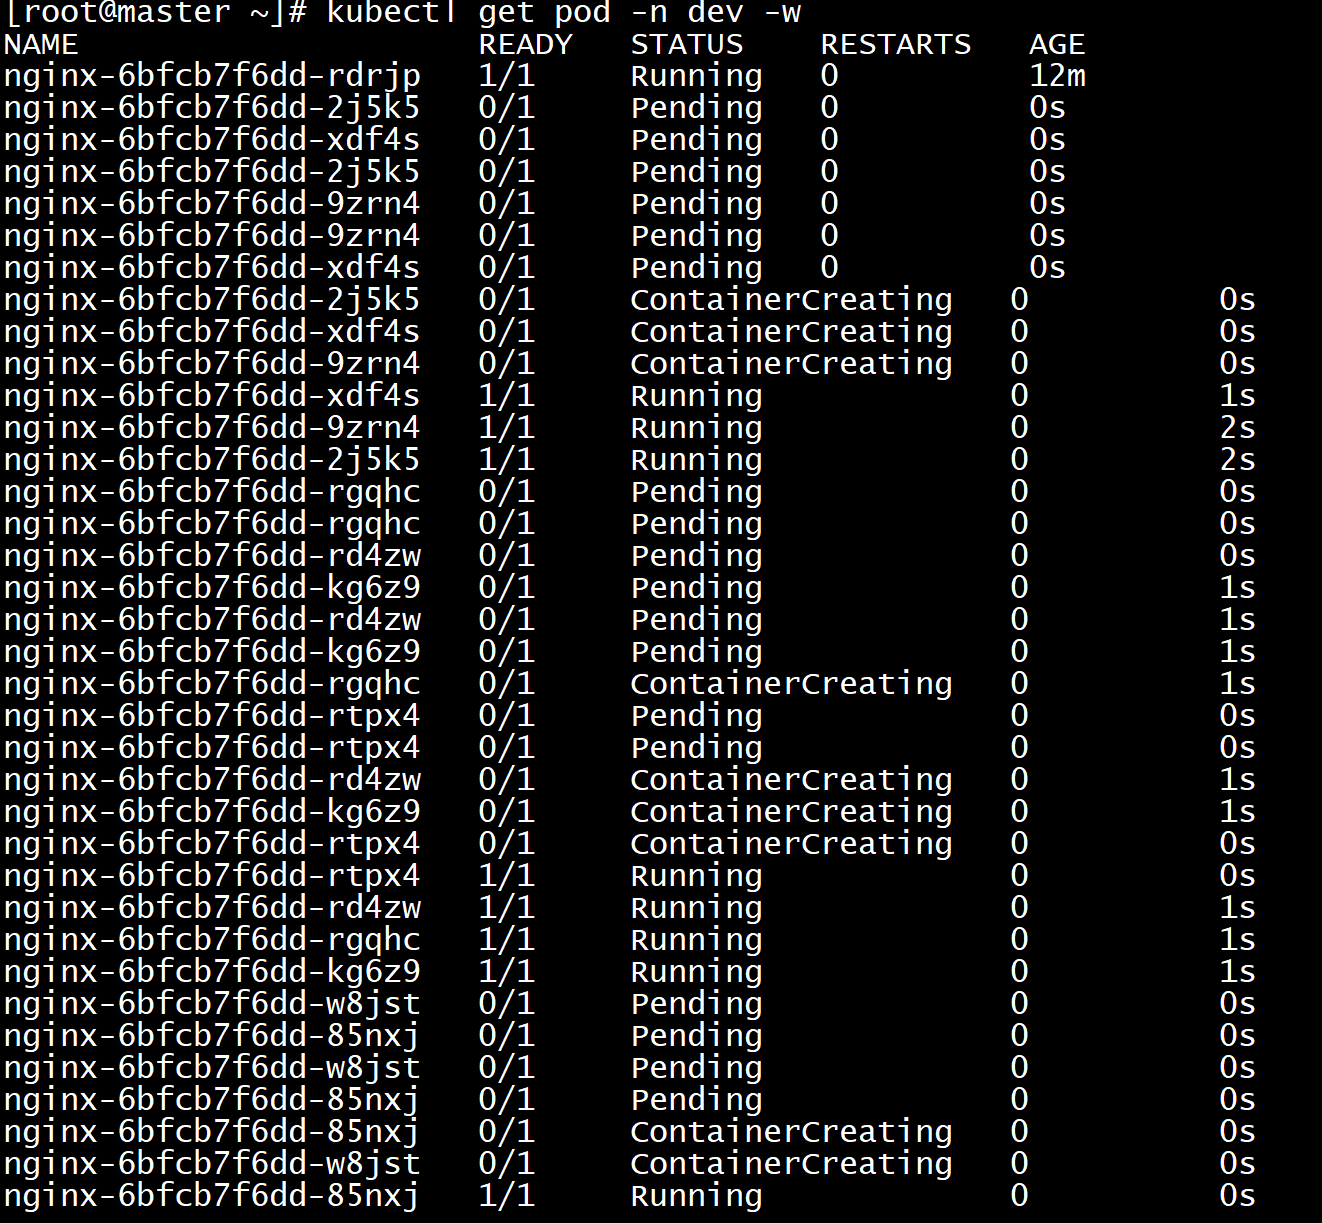 [root@master ~]# kubectl get pod -n dev -w
NAME READY STATUS RESTARTS AGE
nginx-6bfcb7f6dd-rdrjp 1/1 Running 0 12m
nginx-6bfcb7f6dd-2j5k5 0/1 Pending 0 0s
nginx-6bfcb7f6dd-xdf4s 0/1 Pending 0 0s
nginx-6bfcb7f6dd-2j5k5 0/1 Pending 0 0s
nginx-6bfcb7f6dd-9zrn4 0/1 Pending 0 0s
nginx-6bfcb7f6dd-9zrn4 0/1 Pending 0 0s
nginx-6bfcb7f6dd-xdf4s 0/1 Pending 0 0s
nginx-6bfcb7f6dd-2j5k5 0/1 ContainerCreating 0 0s
nginx-6bfcb7f6dd-xdf4s 0/1 ContainerCreating 0 0s
nginx-6bfcb7f6dd-9zrn4 0/1 ContainerCreating 0 0s
nginx-6bfcb7f6dd-xdf4s 1/1 Running 0 1s
nginx-6bfcb7f6dd-9zrn4 1/1 Running 0 2s
nginx-6bfcb7f6dd-2j5k5 1/1 Running 0 2s
nginx-6bfcb7f6dd-rgqhc 0/1 Pending 0 0s
nginx-6bfcb7f6dd-rgqhc 0/1 Pending 0 0s
nginx-6bfcb7f6dd-rd4zw 0/1 Pending 0 0s
nginx-6bfcb7f6dd-kg6z9 0/1 Pending 0 1s
nginx-6bfcb7f6dd-rd4zw 0/1 Pending 0 1s
nginx-6bfcb7f6dd-kg6z9 0/1 Pending 0 1s
nginx-6bfcb7f6dd-rgqhc 0/1 ContainerCreating 0 1s
nginx-6bfcb7f6dd-rtpx4 0/1 Pending 0 0s
nginx-6bfcb7f6dd-rtpx4 0/1 Pending 0 0s
nginx-6bfcb7f6dd-rd4zw 0/1 ContainerCreating 0 1s
nginx-6bfcb7f6dd-kg6z9 0/1 ContainerCreating 0 1s
nginx-6bfcb7f6dd-rtpx4 0/1 ContainerCreating 0 0s
nginx-6bfcb7f6dd-rtpx4 1/1 Running 0 0s
nginx-6bfcb7f6dd-rd4zw 1/1 Running 0 1s
nginx-6bfcb7f6dd-rgqhc 1/1 Running 0 1s
nginx-6bfcb7f6dd-kg6z9 1/1 Running 0 1s
nginx-6bfcb7f6dd-w8jst 0/1 Pending 0 0s
nginx-6bfcb7f6dd-85nxj 0/1 Pending 0 0s
nginx-6bfcb7f6dd-w8jst 0/1 Pending 0 0s
nginx-6bfcb7f6dd-85nxj 0/1 Pending 0 0s
nginx-6bfcb7f6dd-85nxj 0/1 ContainerCreating 0 0s
nginx-6bfcb7f6dd-w8jst 0/1 ContainerCreating 0 0s
nginx-6bfcb7f6dd-85nxj 1/1 Running 0 0s